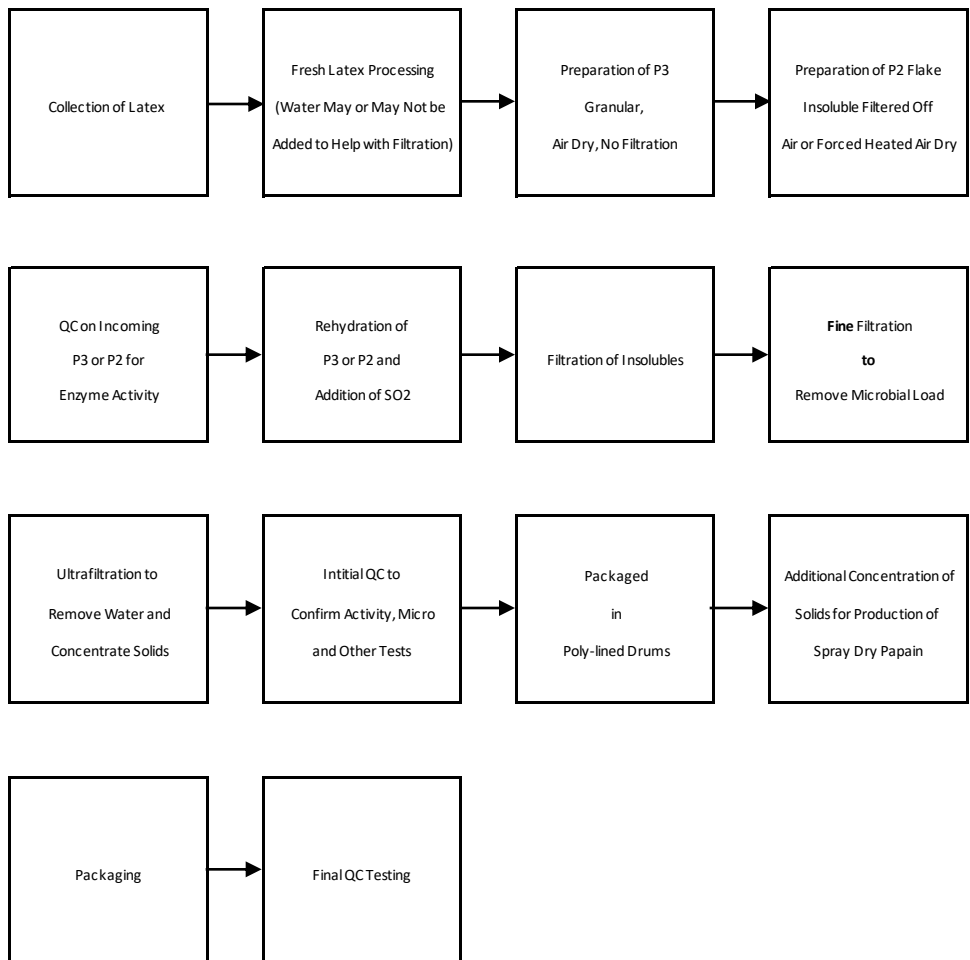 Collection of Latex
Fresh Latex Processing
(Water May or May Not be
Added to Help with Filtration)
Preparation of P3
Granular,
Air Dry, No Filtration
Preparation of P2 Flake
Insoluble Filtered Off
Air or Forced Heated Air Dry
QC on Incoming
P3 or P2 for
Enzyme Activity
Rehydration of
P3 or P2 and
Addition of SO2
Filtration of Insolubles
Fine Filtration
to
Remove Microbial Load
Ultrafiltration to
Remove Water and
Concentrate Solids
Intitial QC to
Confirm Activity, Micro
and Other Tests
Packaged
in
Poly-lined Drums
Additional Concentration of
Solids for Production of
Spray Dry Papain
Packaging
Final QC Testing